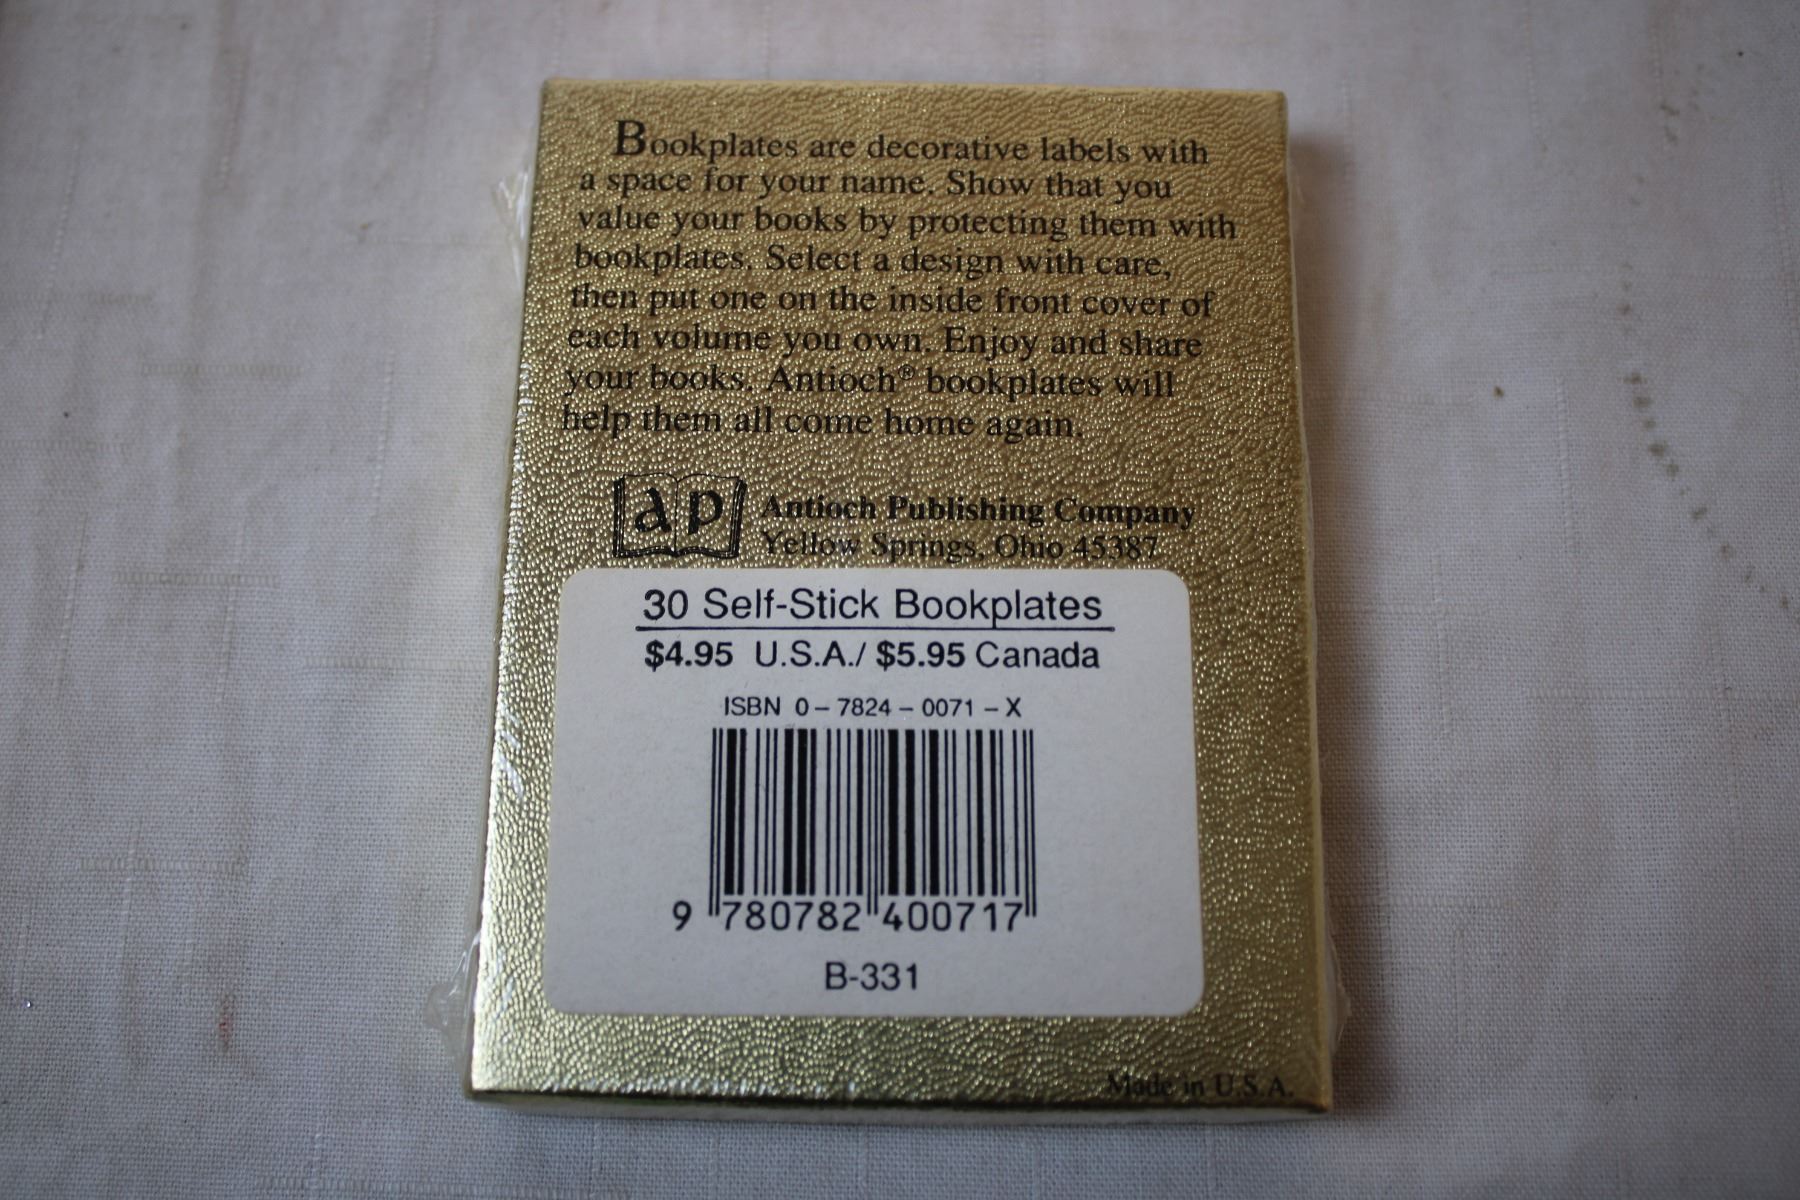 Bookplates are decorative labels with
a space for your name. Show that you
value your books by protecting them with
bookplates. Select a design with care,
then put one on the inside front cover of
each volume you own. Enjoy and share
your books. Antioch® bookplates will
help them all come home again.
ap
Antioch Publishing Company
Yellow Springs, Ohio 45387
30 Self-Stick Bookplates
$4.95 U.S.A./ $5.95 Canada
ISBN 0–7824–0071–X
9 780782 400717
B-331
Made in U.S.A.